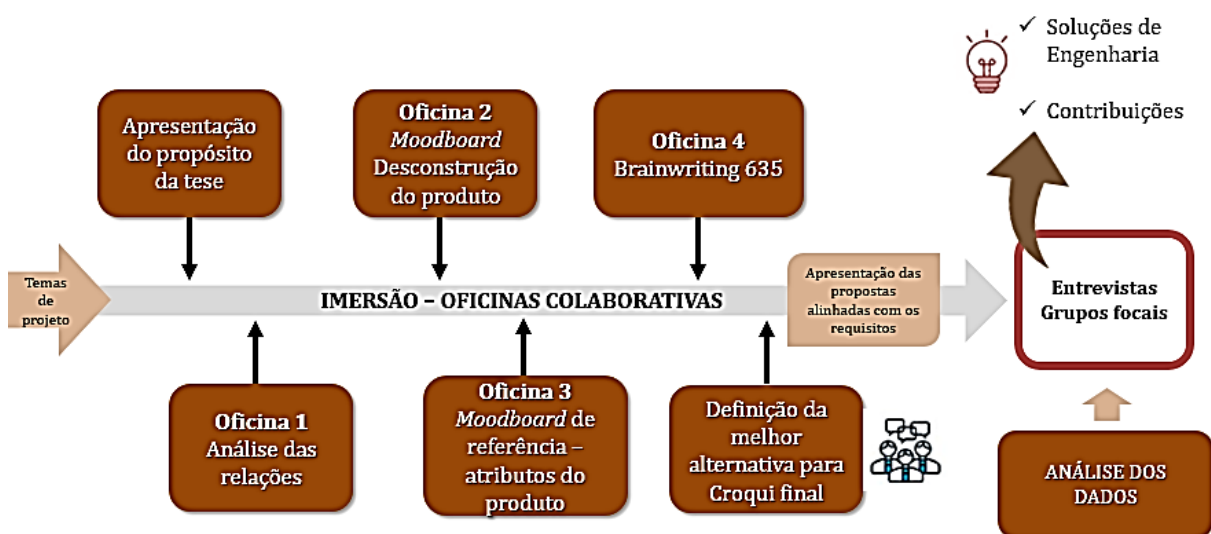 ✓ Soluções de
Engenharia
✓ Contribuições
Apresentação
do propósito
da tese
Oficina 2
Moodboard
Desconstrução
do produto
Oficina 4
Brainwriting 635
Temas
de
projeto
IMERSÃO – OFICINAS COLABORATIVAS
Apresentação das
propostas
alinhadas com os
requisitos
Entrevistas
Grupos focais
Oficina 1
Análise das
relações
Oficina 3
Moodboard de
referência –
atributos do
produto
Definição da
melhor
alternativa para
Croqui final
ANÁLISE DOS
DADOS